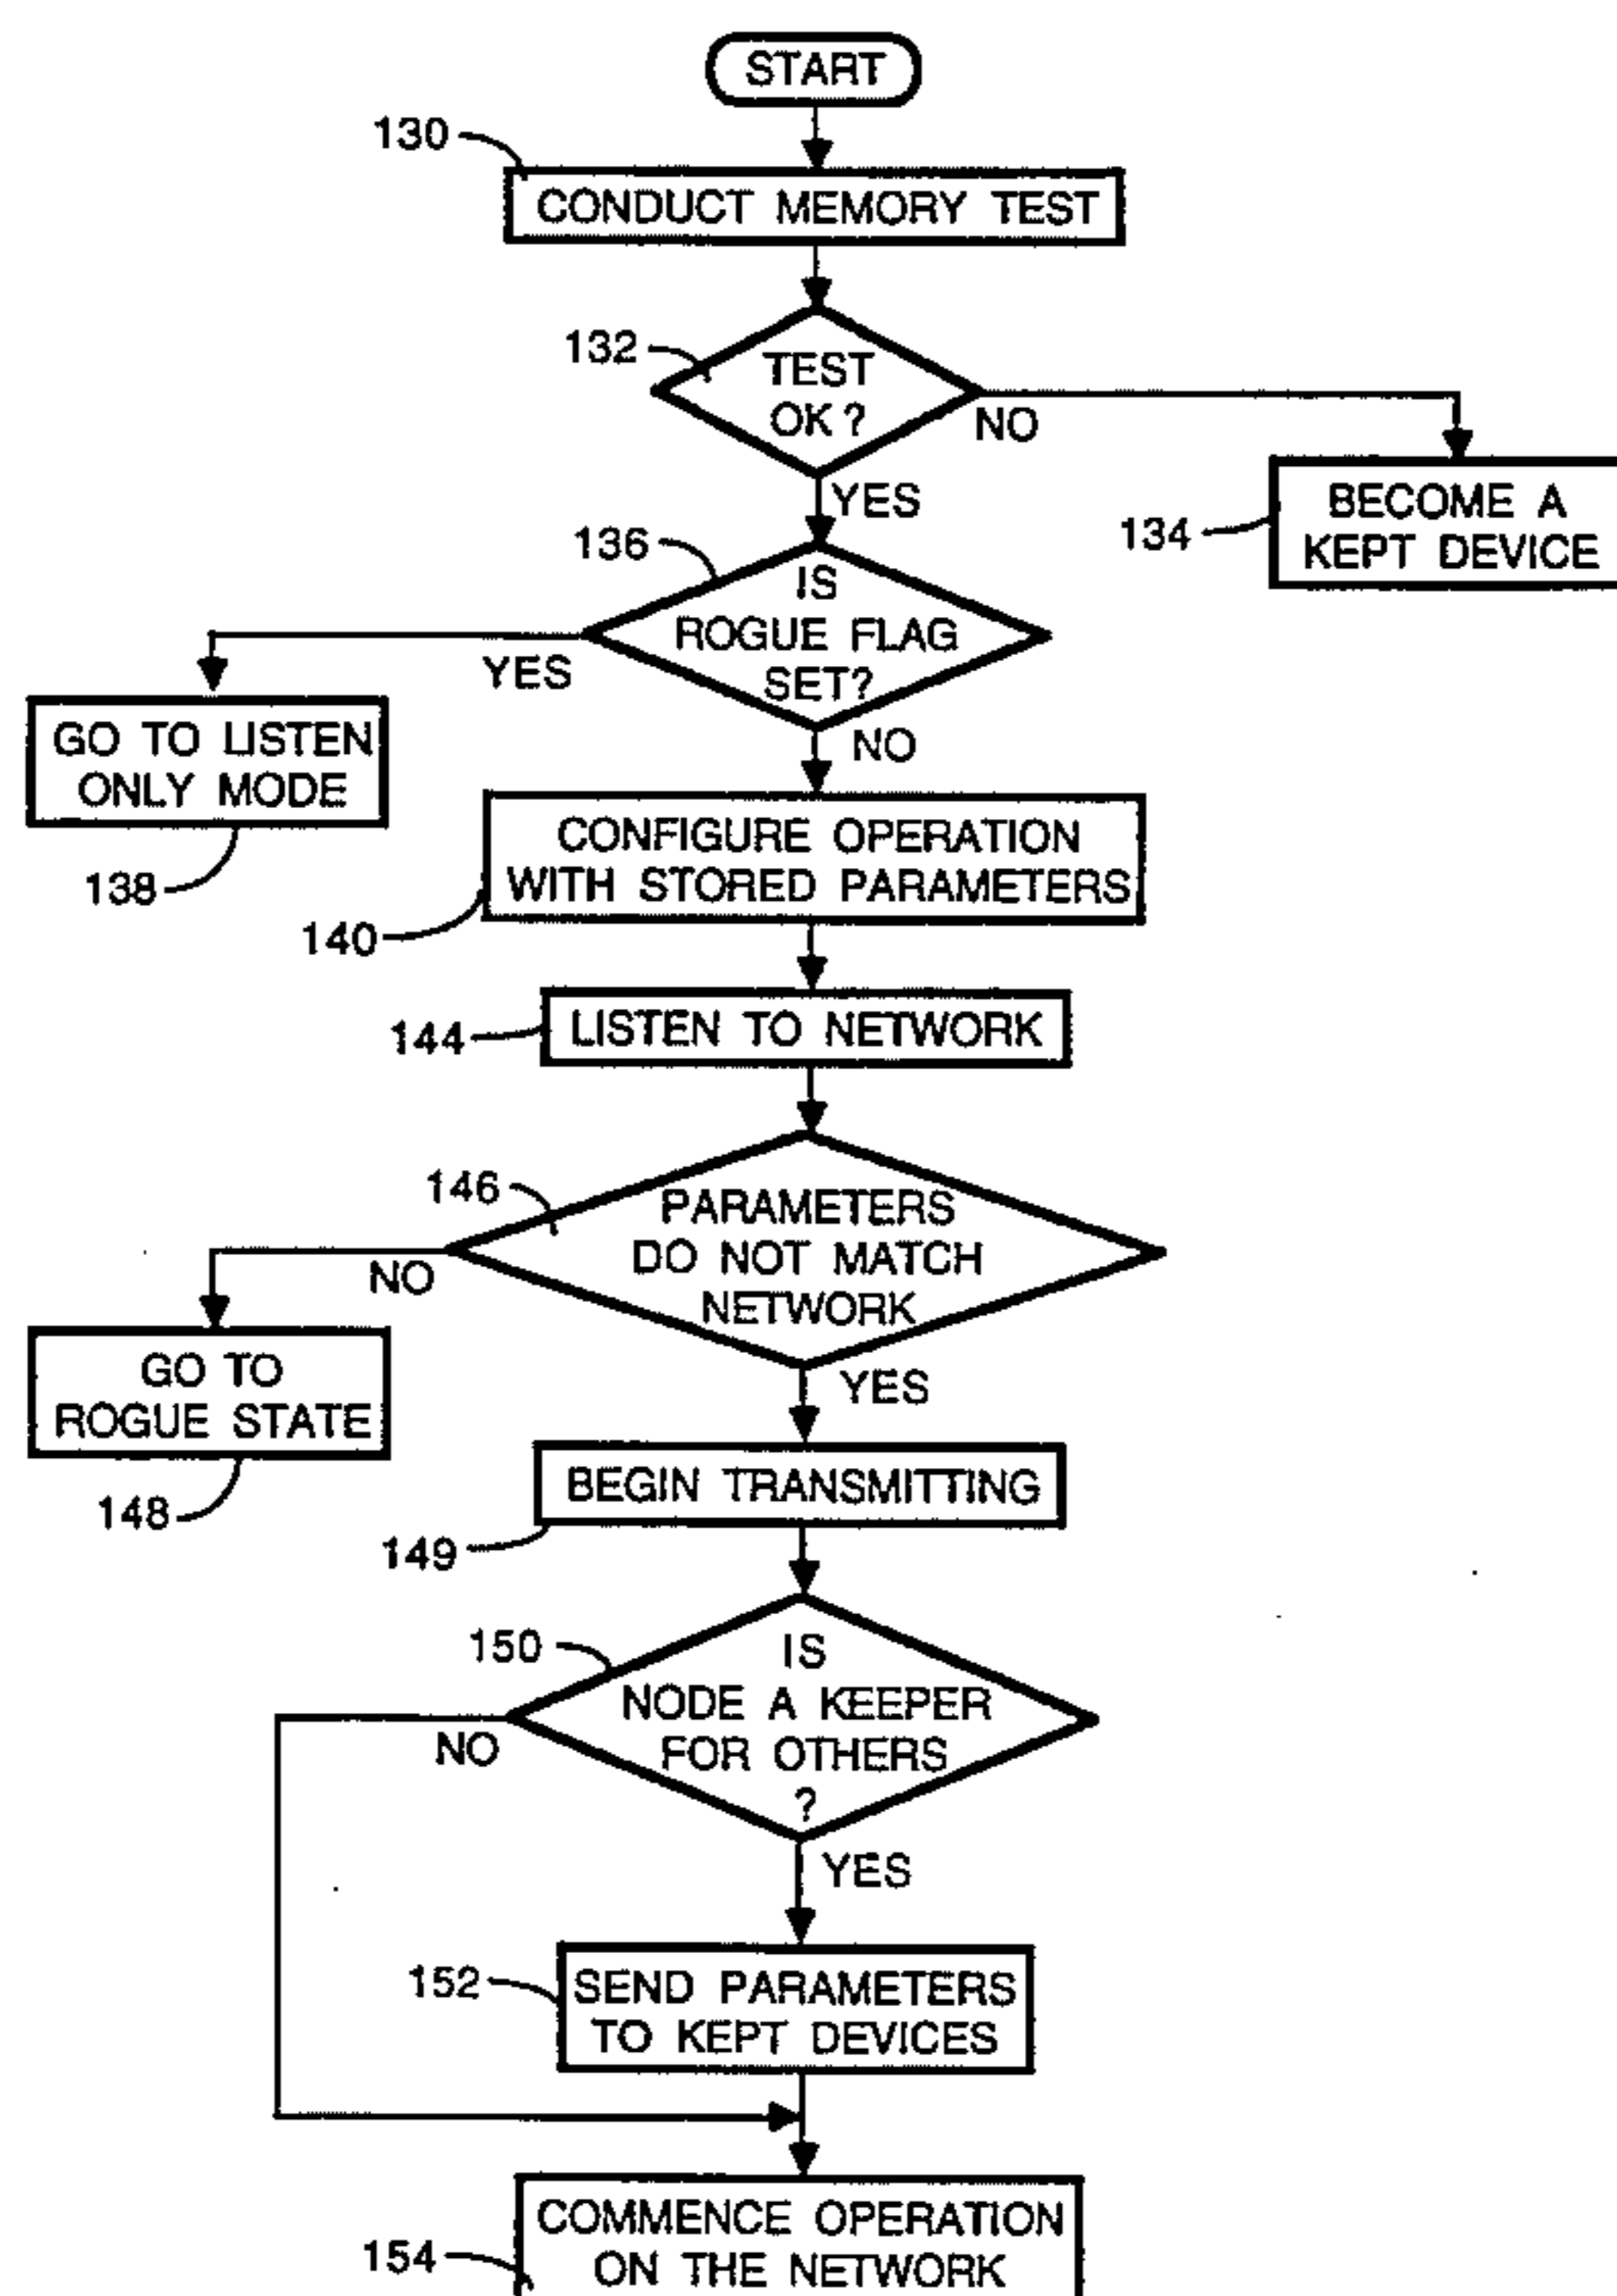 START
130
CONDUCT MEMORY TEST
132
TEST
OK?
NO
YES
BECOME A
KEPT DEVICE
134
136
IS
ROGUE FLAG
SET?
YES
NO
GO TO LISTEN
ONLY MODE
138
CONFIGURE OPERATION
WITH STORED PARAMETERS
140
LISTEN TO NETWORK
144
146
PARAMETERS
DO NOT MATCH
NETWORK
NO
YES
GO TO
ROGUE STATE
148
BEGIN TRANSMITTING
149
150
IS
NODE A KEEPER
FOR OTHERS
?
NO
YES
152
SEND PARAMETERS
TO KEPT DEVICES
COMMENCE OPERATION
ON THE NETWORK
154